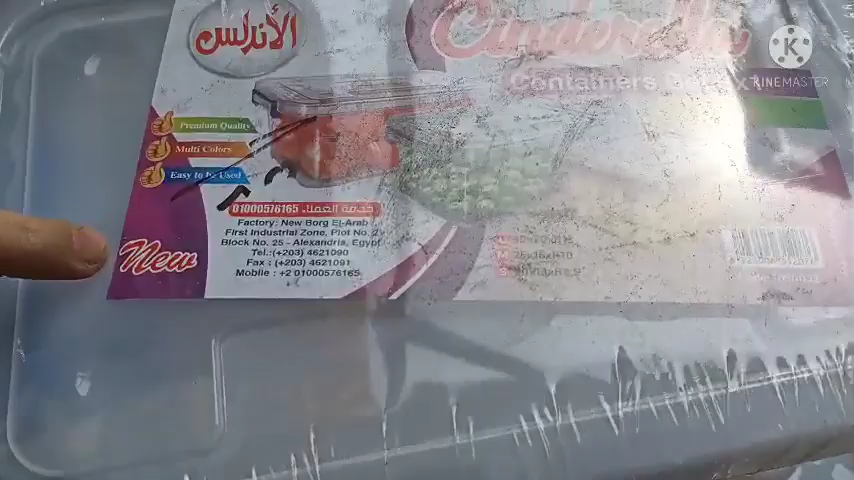 الأندلس
Cinderella
Containers
KINEMASTER
Premium Quality
Multi Colors
Easy to be Used
01000576165 خدمة العملاء
Factory: New Borg El-Arab
First Industrial Zone, Plot No. 2
Block No. 25 - Alexandria, Egypt
Tel.:(+203) 4621090
Fax : (+203) 4621091
Mobile : +2 01000576165
New